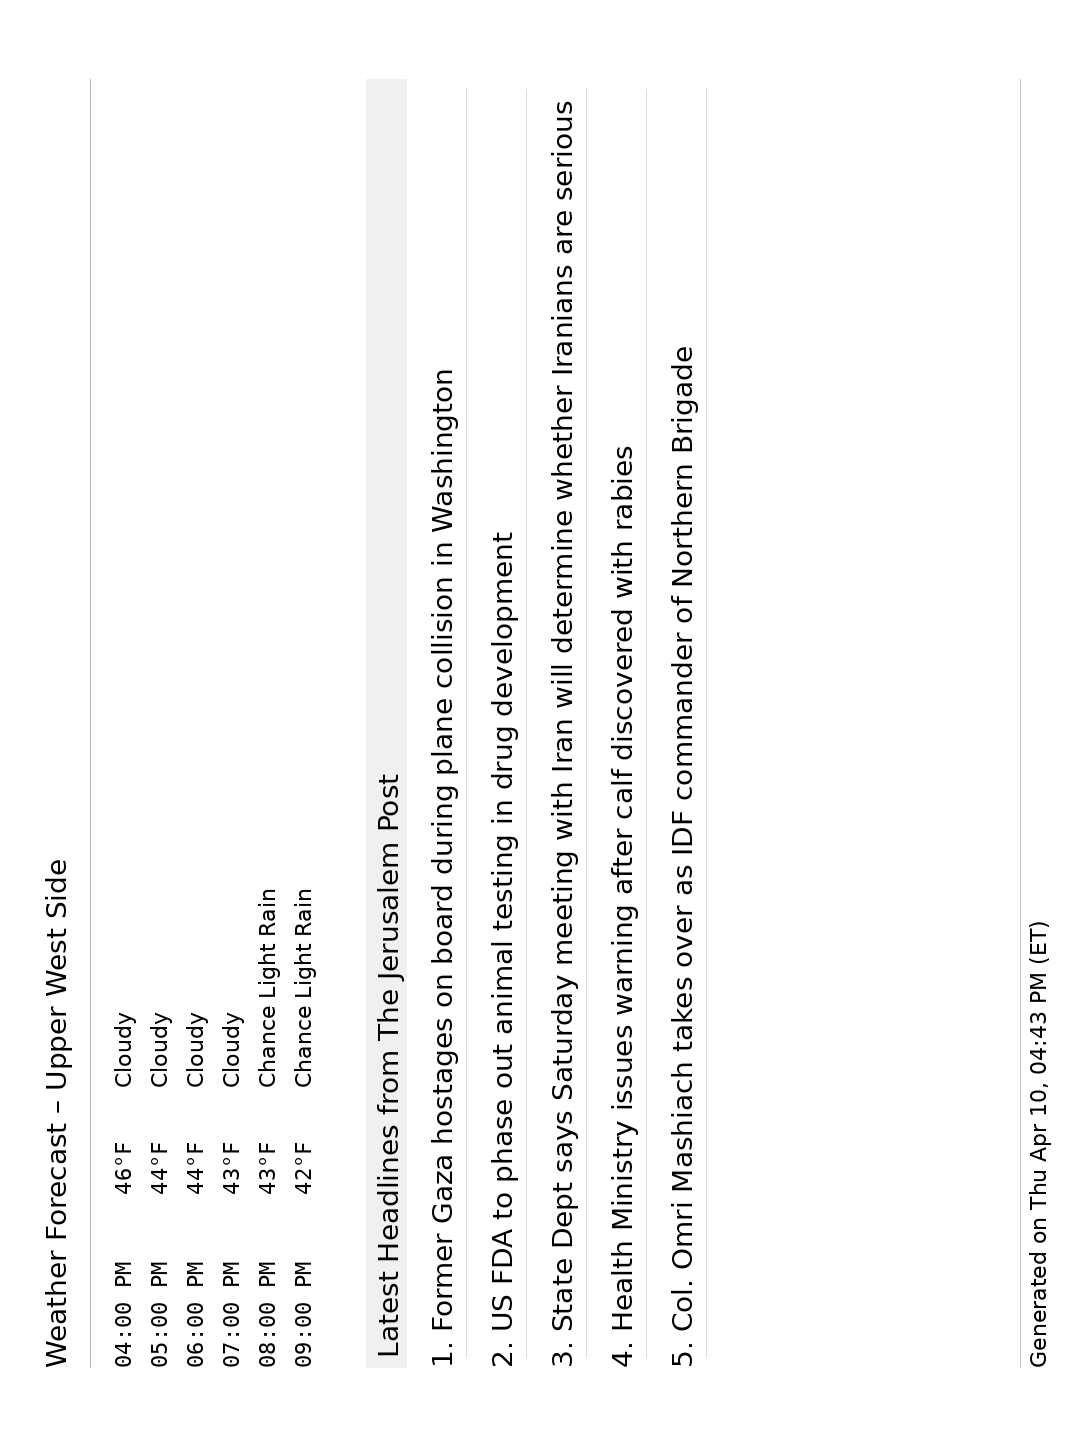 Weather Forecast – Upper West Side
04:00 PM 46°F Cloudy
05:00 PM 44°F Cloudy
06:00 PM 44°F Cloudy
07:00 PM 43°F Cloudy
08:00 PM 43°F Chance Light Rain
09:00 PM 42°F Chance Light Rain
Latest Headlines from The Jerusalem Post
1. Former Gaza hostages on board during plane collision in Washington
2. US FDA to phase out animal testing in drug development
3. State Dept says Saturday meeting with Iran will determine whether Iranians are serious
4. Health Ministry issues warning after calf discovered with rabies
5. Col. Omri Mashiach takes over as IDF commander of Northern Brigade
Generated on Thu Apr 10, 04:43 PM (ET)